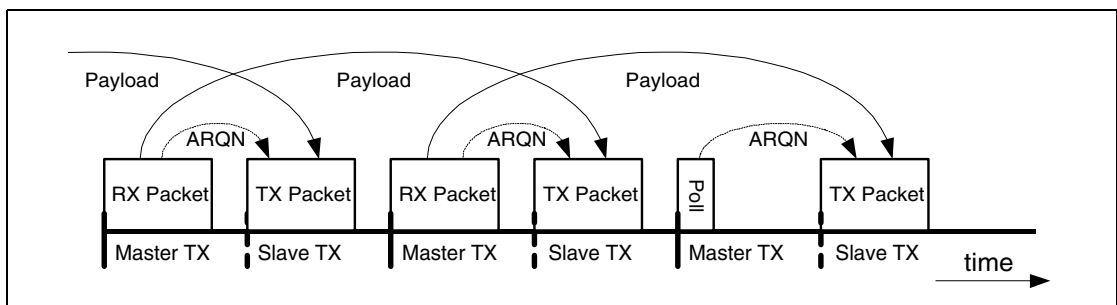 Payload Payload Payload
ARQN ARQN ARQN
RX Packet TX Packet RX Packet TX Packet Poll TX Packet
Master TX Slave TX Master TX Slave TX Master TX Slave TX
time